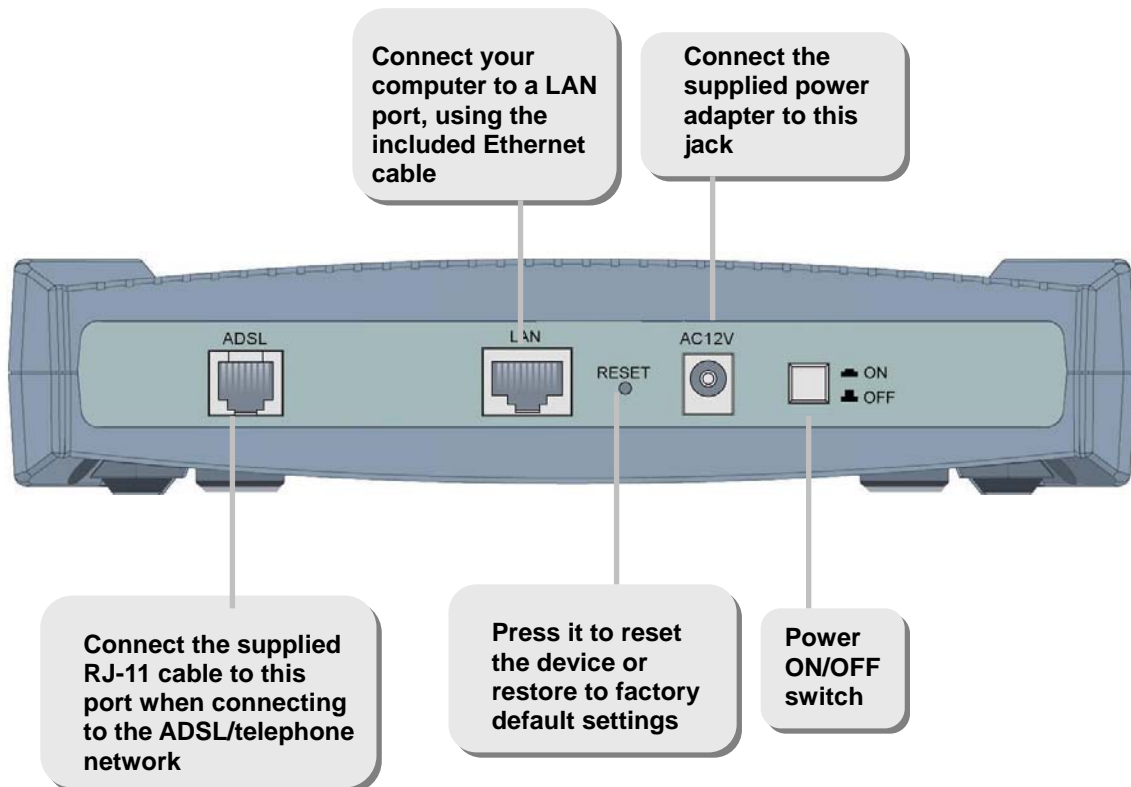 Connect your
computer to a LAN
port, using the
included Ethernet
cable
Connect the
supplied power
adapter to this
jack
ADSL
LAN
RESET
AC12V
ON
OFF
Connect the supplied
RJ-11 cable to this
port when connecting
to the ADSL/telephone
network
Press it to reset
the device or
restore to factory
default settings
Power
ON/OFF
switch